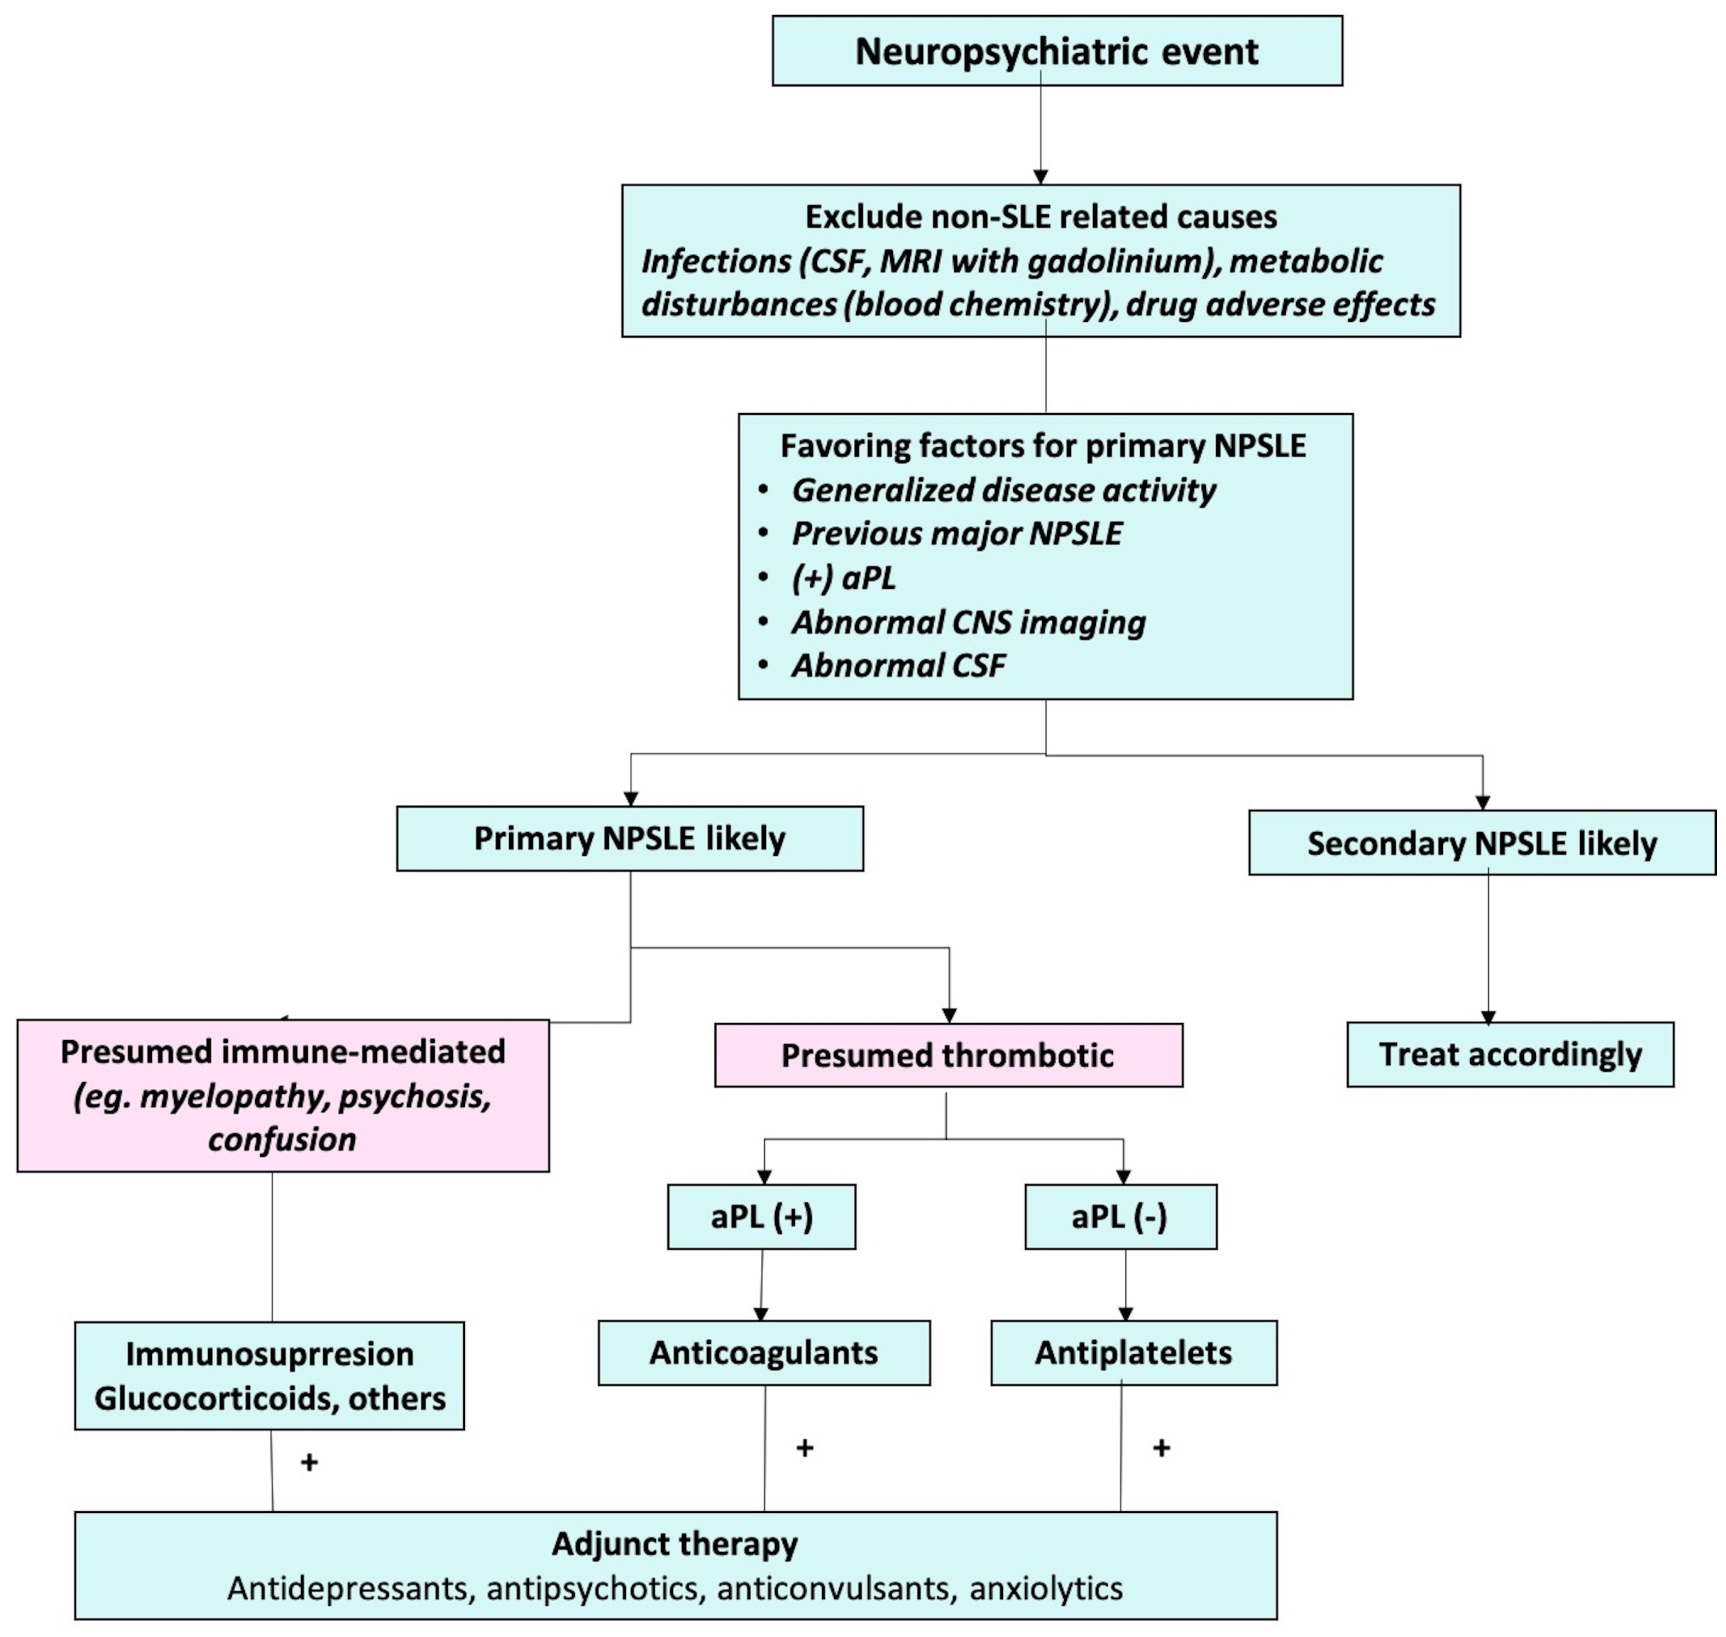 Neuropsychiatric event
Exclude non-SLE related causes
Infections (CSF, MRI with gadolinium), metabolic
disturbances (blood chemistry), drug adverse effects
Favoring factors for primary NPSLE
• Generalized disease activity
• Previous major NPSLE
• (+) aPL
• Abnormal CNS imaging
• Abnormal CSF
Primary NPSLE likely
Secondary NPSLE likely
Presumed immune-mediated
(eg. myelopathy, psychosis,
confusion
Presumed thrombotic
Treat accordingly
aPL (+)
aPL (-)
Immunosuprresion
Glucocorticoids, others
Anticoagulants
Antiplatelets
+
+
+
Adjunct therapy
Antidepressants, antipsychotics, anticonvulsants, anxiolytics